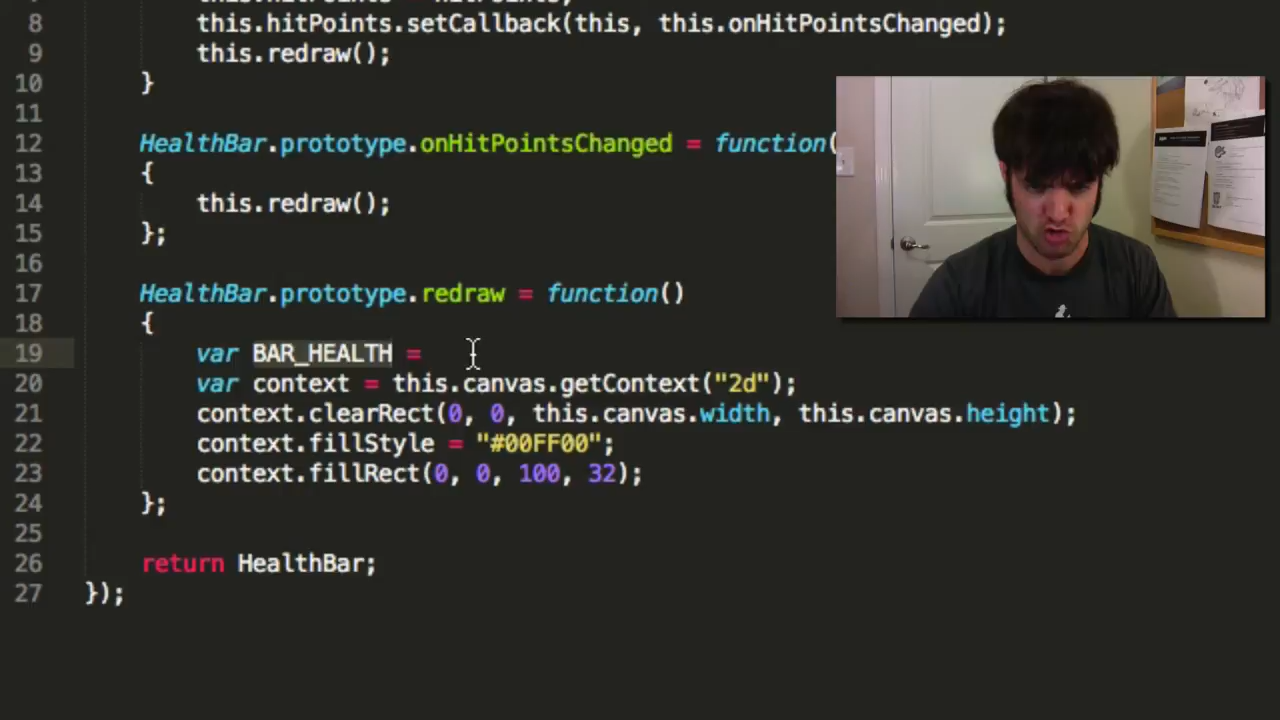 8 this.hitPoints.setCallback(this, this.onHitPointsChanged);
9 this.redraw();
10 }
11
12 HealthBar.prototype.onHitPointsChanged = function(
13 {
14 this.redraw();
15 };
16
17 HealthBar.prototype.redraw = function()
18 {
19 var BAR_HEALTH =
20 var context = this.canvas.getContext("2d");
21 context.clearRect(0, 0, this.canvas.width, this.canvas.height);
22 context.fillStyle = "#00FF00";
23 context.fillRect(0, 0, 100, 32);
24 };
25
26 return HealthBar;
27 });